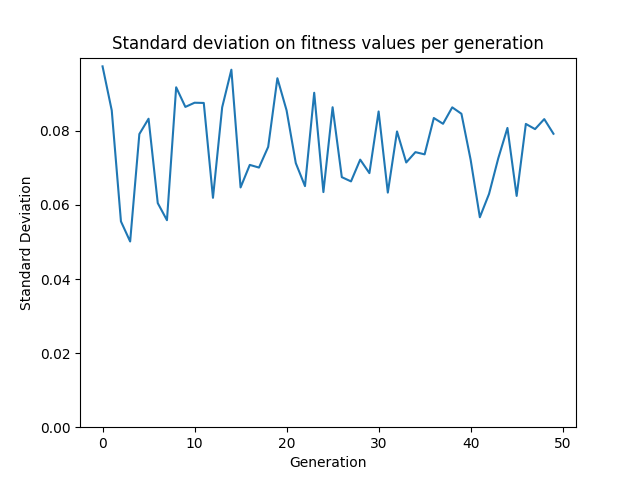 Standard deviation on fitness values per generation
Standard Deviation
0.08
0.06
0.04
0.02
0.00
0 10 20 30 40 50
Generation